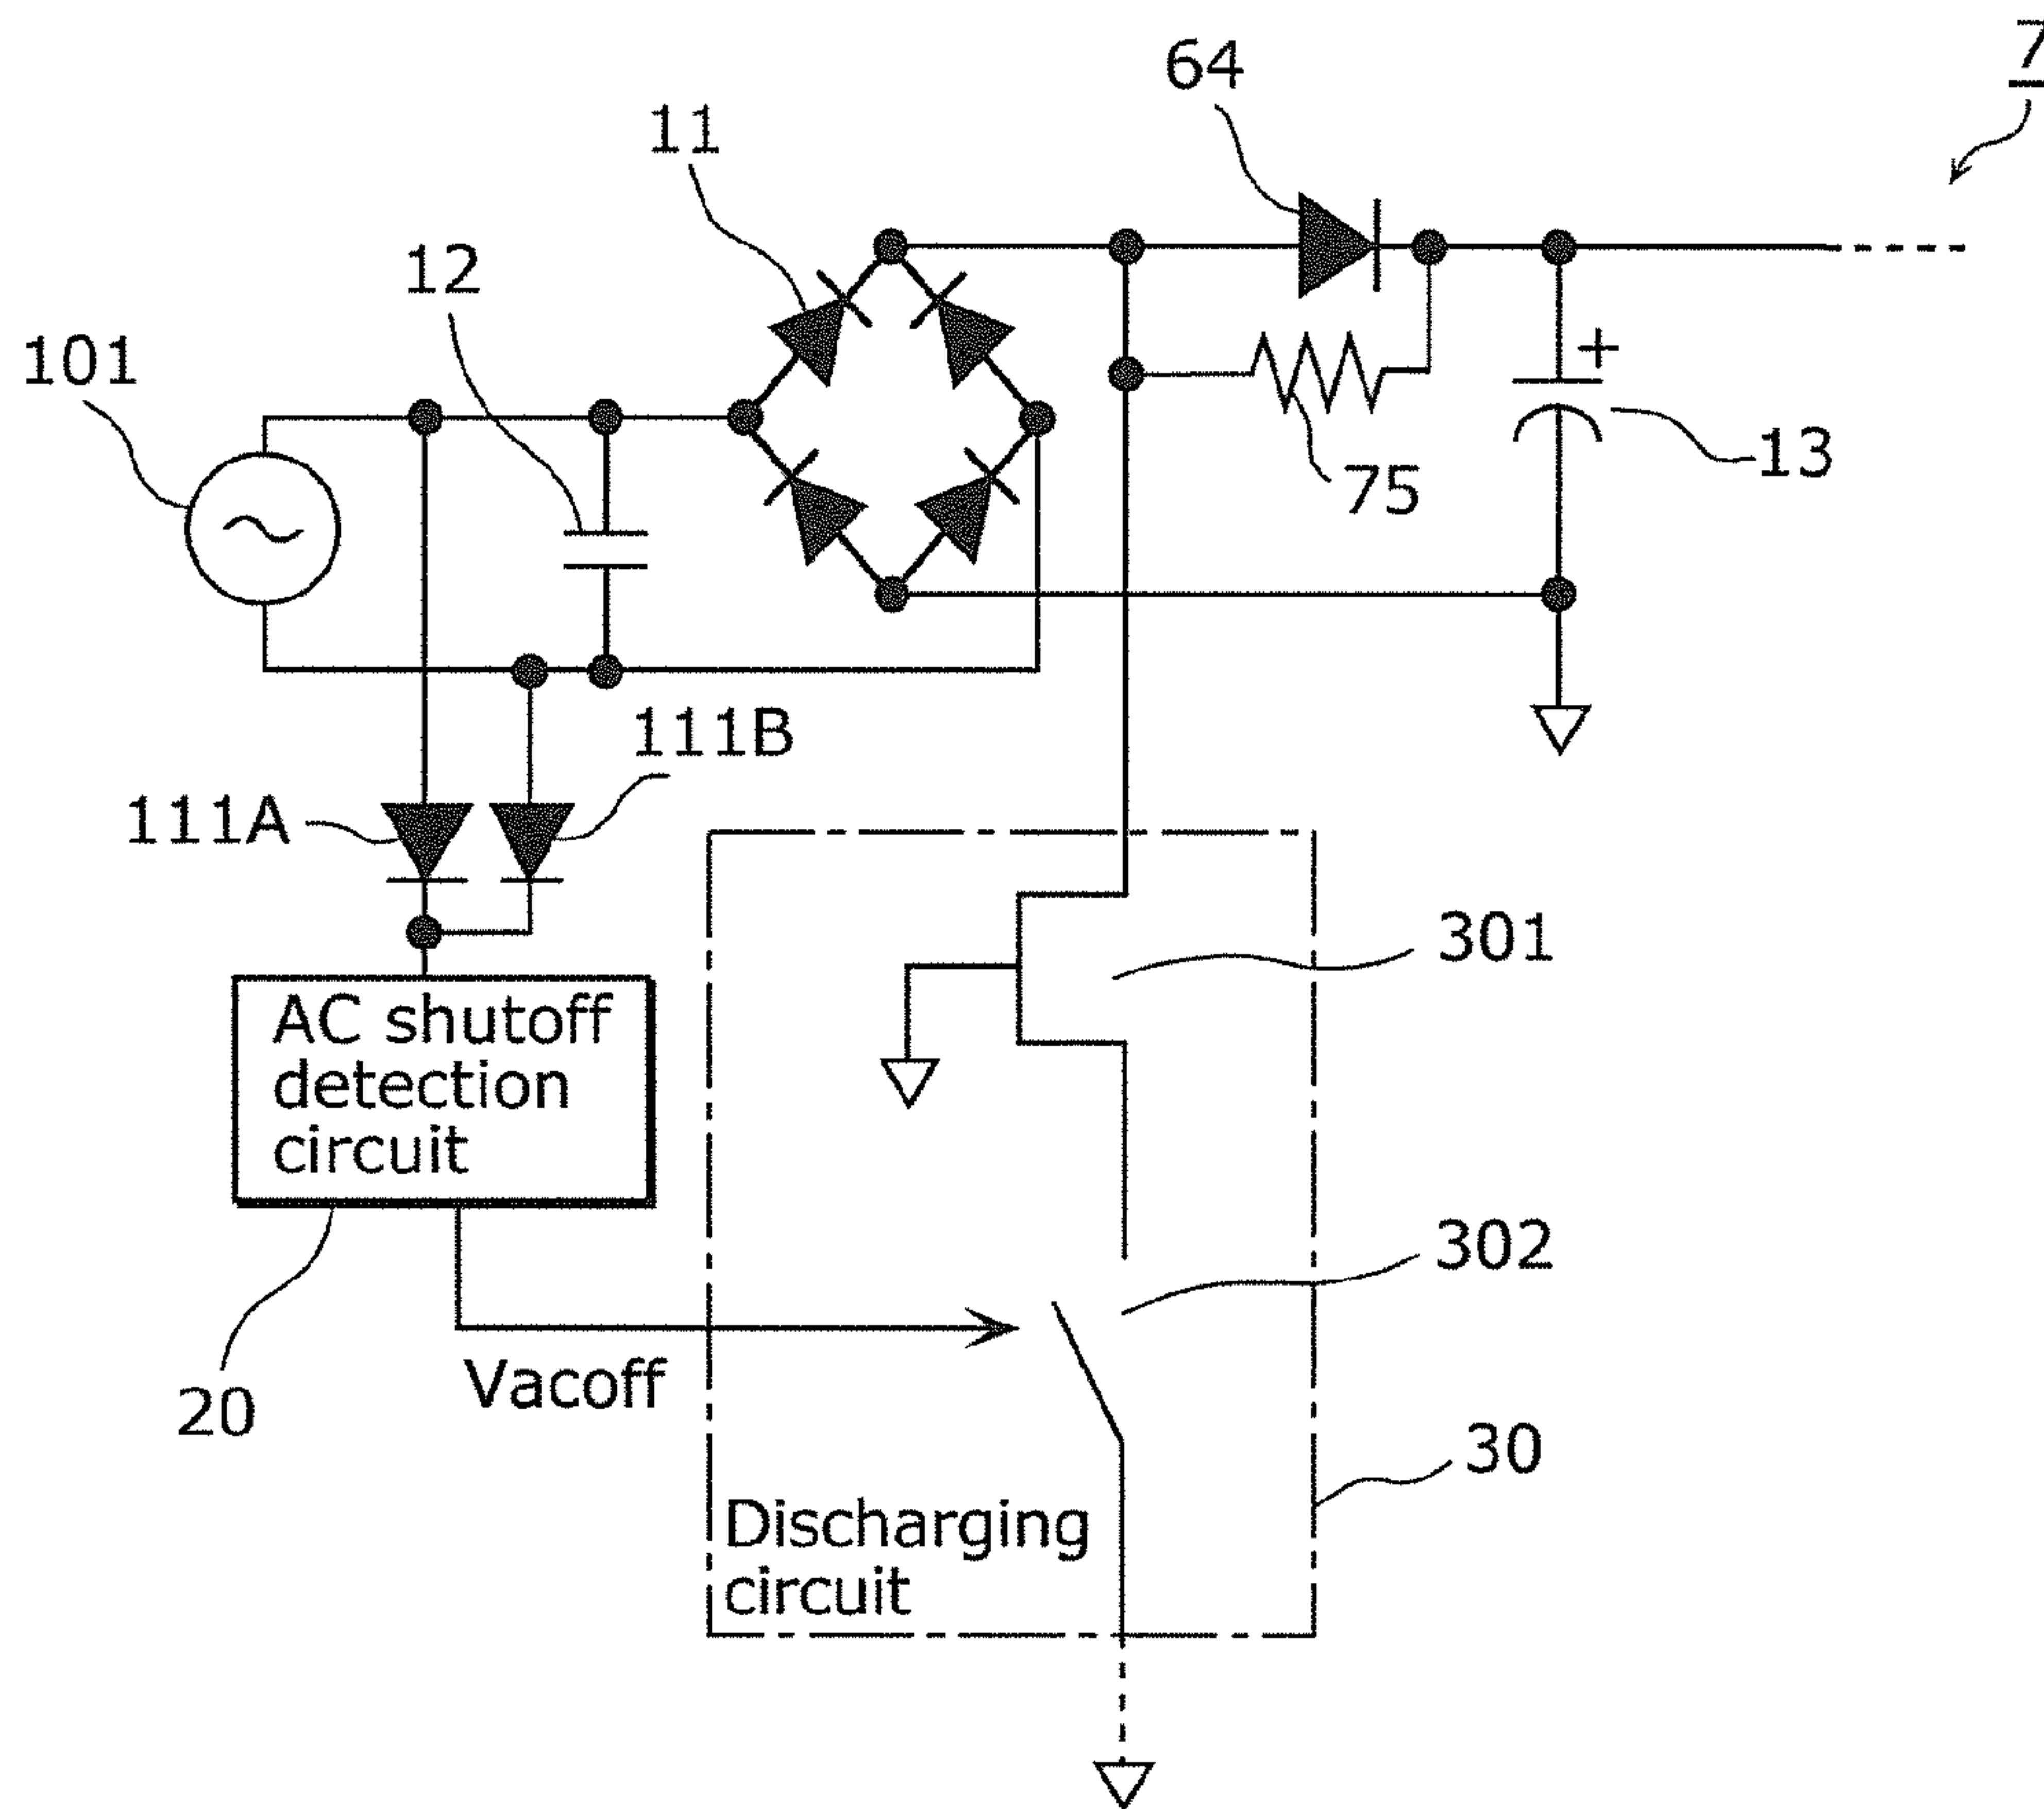 7
64
11
12
101
+
13
75
111B
111A
301
AC shutoff
detection
circuit
302
Vacoff
20
30
Discharging
circuit